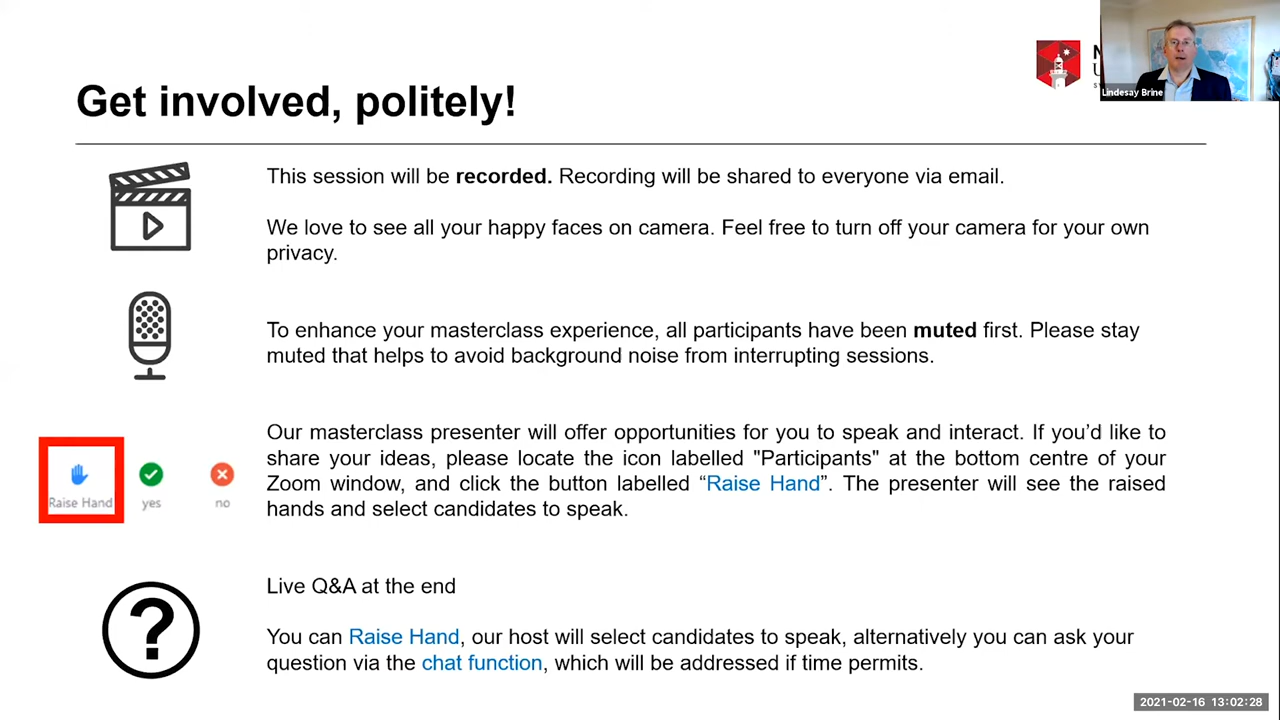 Lindesay Brine
Get involved, politely!
This session will be recorded. Recording will be shared to everyone via email.
We love to see all your happy faces on camera. Feel free to turn off your camera for your own
privacy.
To enhance your masterclass experience, all participants have been muted first. Please stay
muted that helps to avoid background noise from interrupting sessions.
Raise Hand
yes
no
Our masterclass presenter will offer opportunities for you to speak and interact. If you’d like to
share your ideas, please locate the icon labelled "Participants" at the bottom centre of your
Zoom window, and click the button labelled “Raise Hand”. The presenter will see the raised
hands and select candidates to speak.
Live Q&A at the end
You can Raise Hand, our host will select candidates to speak, alternatively you can ask your
question via the chat function, which will be addressed if time permits.
2021-02-16 13:02:28